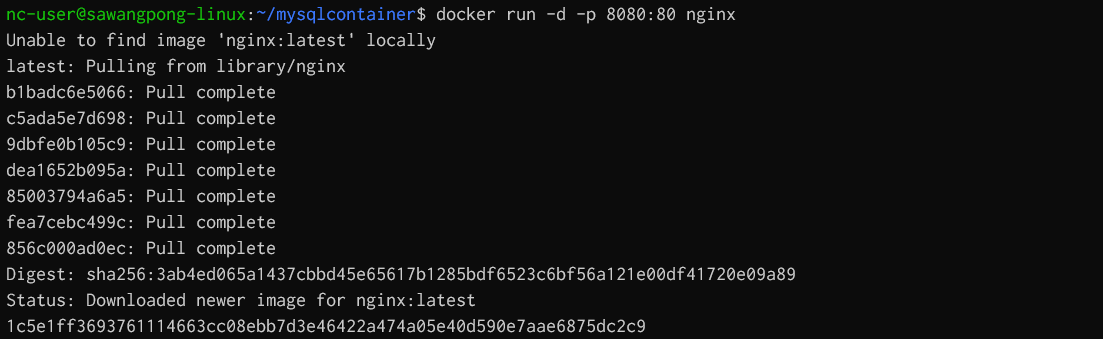 nc-user@sawangpong-linux:~/mysqlcontainer$ docker run -d -p 8080:80 nginx
Unable to find image 'nginx:latest' locally
latest: Pulling from library/nginx
b1badc6e5066: Pull complete
c5ada5e7d698: Pull complete
9dbfe0b105c9: Pull complete
dea1652b095a: Pull complete
85003794a6a5: Pull complete
fea7cebc499c: Pull complete
856c000ad0ec: Pull complete
Digest: sha256:3ab4ed065a1437cbbd45e65617b1285bdf6523c6bf56a121e00df41720e09a89
Status: Downloaded newer image for nginx:latest
1c5e1ff3693761114663cc08ebb7d3e46422a474a05e40d590e7aae6875dc2c9